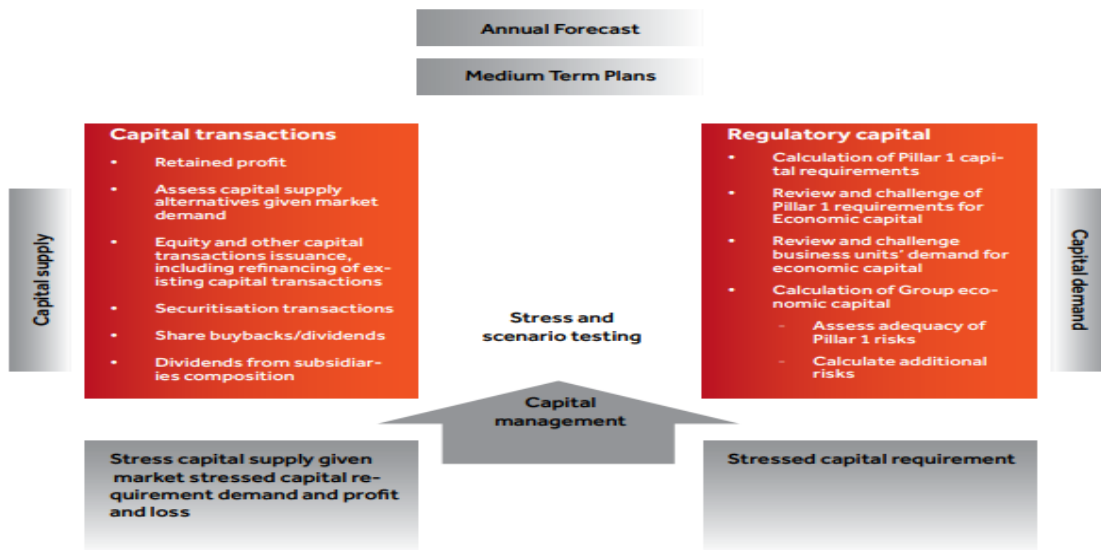 Annual Forecast
Medium Term Plans
Capital supply
Capital transactions
• Retained profit
• Assess capital supply
alternatives given market
demand
• Equity and other capital
transactions issuance,
including refinancing of ex-
isting capital transactions
• Securitisation transactions
• Share buybacks/dividends
• Dividends from subsidiar-
ies composition
Stress and
scenario testing
Capital
management
Regulatory capital
• Calculation of Pillar 1 capi-
tal requirements
• Review and challenge of
Pillar 1 requirements for
Economic capital
• Review and challenge
business units' demand for
economic capital
• Calculation of Group eco-
nomic capital
- Assess adequacy of
Pillar 1 risks
- Calculate additional
risks
Capital demand
Stress capital supply given
market stressed capital re-
quirement demand and profit
and loss
Stressed capital requirement